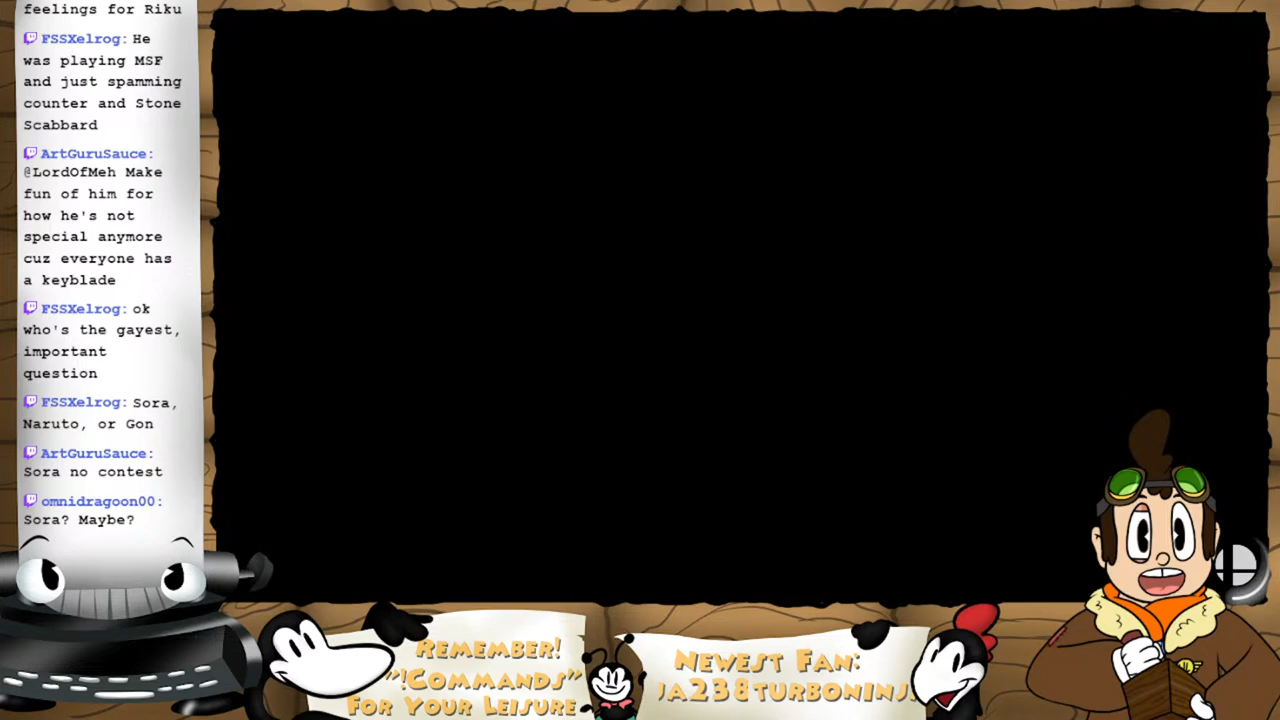 feelings for Riku
FSSXelrog: He
was playing MSF
and just spamming
counter and Stone
Scabbard
ArtGuruSauce:
@LordOfMeh Make
fun of him for
how he's not
special anymore
cuz everyone has
a keyblade
FSSXelrog: ok
who's the gayest,
important
question
FSSXelrog: Sora,
Naruto, or Gon
ArtGuruSauce:
Sora no contest
omnidragoon00:
Sora? Maybe?
Remember!
"!Commands"
For Your Leisure
Newest Fan: